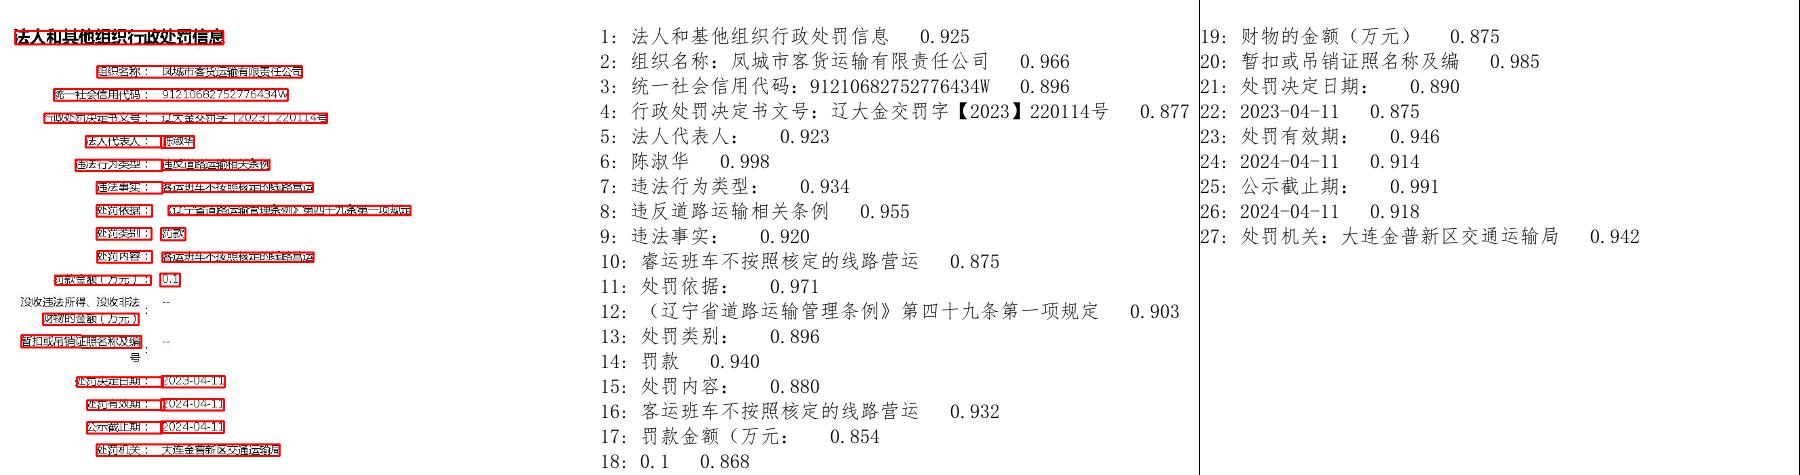 法人和其他组织行政处罚信息
组织名称： 凤城市客货运输有限责任公司
统一社会信用代码： 91210682752776434W
行政处罚决定书文号： 辽大金交罚字【2023】220114号
法人代表人： 陈淑华
违法行为类型： 违反道路运输相关条例
违法事实： 客运班车不按照核定的线路营运
处罚依据： 《辽宁省道路运输管理条例》第四十九条第一项规定
处罚类别： 罚款
处罚内容： 客运班车不按照核定的线路营运
罚款金额（万元）： 0.1
没收违法所得、没收非法
财物的金额（万元）： --
暂扣或吊销证照名称及编
号： --
处罚决定日期： 2023-04-11
处罚有效期： 2024-04-11
公示截止期： 2024-04-11
处罚机关： 大连金普新区交通运输局
1: 法人和基他组织行政处罚信息 0.925
2: 组织名称: 凤城市客货运输有限责任公司 0.966
3: 统一社会信用代码: 91210682752776434W 0.896
4: 行政处罚决定书文号: 辽大金交罚字【2023】220114号 0.877
5: 法人代表人: 0.923
6: 陈淑华 0.998
7: 违法行为类型: 0.934
8: 违反道路运输相关条例 0.955
9: 违法事实: 0.920
10: 睿运班车不按照核定的线路营运 0.875
11: 处罚依据: 0.971
12: （辽宁省道路运输管理条例》第四十九条第一项规定 0.903
13: 处罚类别: 0.896
14: 罚款 0.940
15: 处罚内容: 0.880
16: 客运班车不按照核定的线路营运 0.932
17: 罚款金额（万元: 0.854
18: 0.1 0.868
19: 财物的金额（万元） 0.875
20: 暂扣或吊销证照名称及编 0.985
21: 处罚决定日期: 0.890
22: 2023-04-11 0.875
23: 处罚有效期: 0.946
24: 2024-04-11 0.914
25: 公示截止期: 0.991
26: 2024-04-11 0.918
27: 处罚机关: 大连金普新区交通运输局 0.942